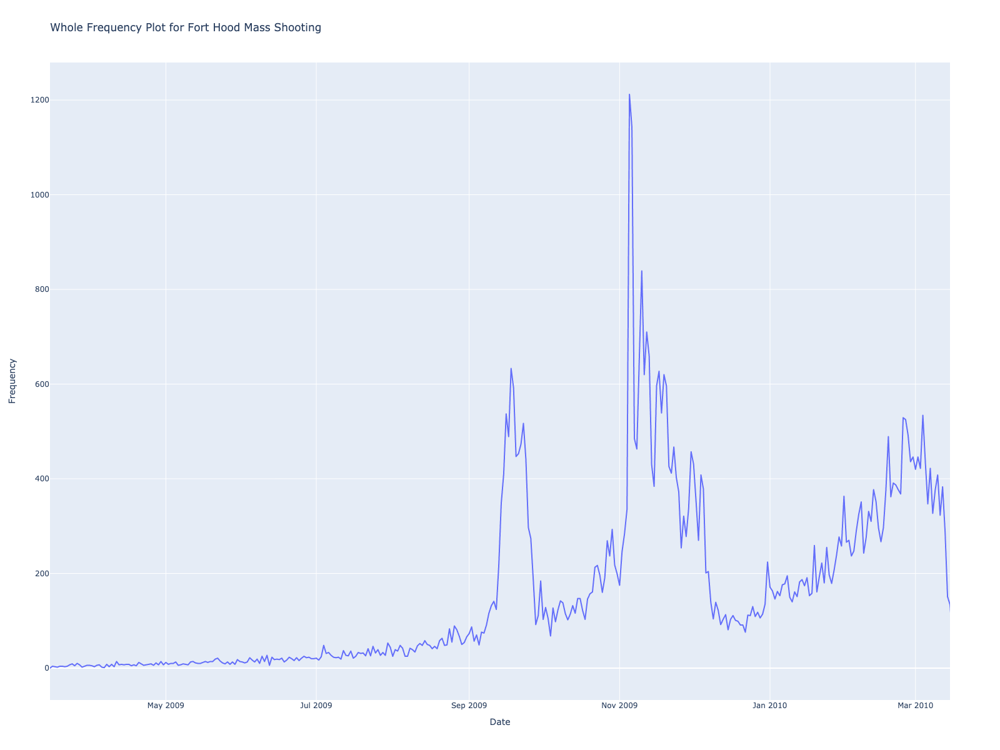 Whole Frequency Plot for Fort Hood Mass Shooting
1200
1000
800
600
400
200
0
Frequency
May 2009
Jul 2009
Sep 2009
Nov 2009
Jan 2010
Mar 2010
Date